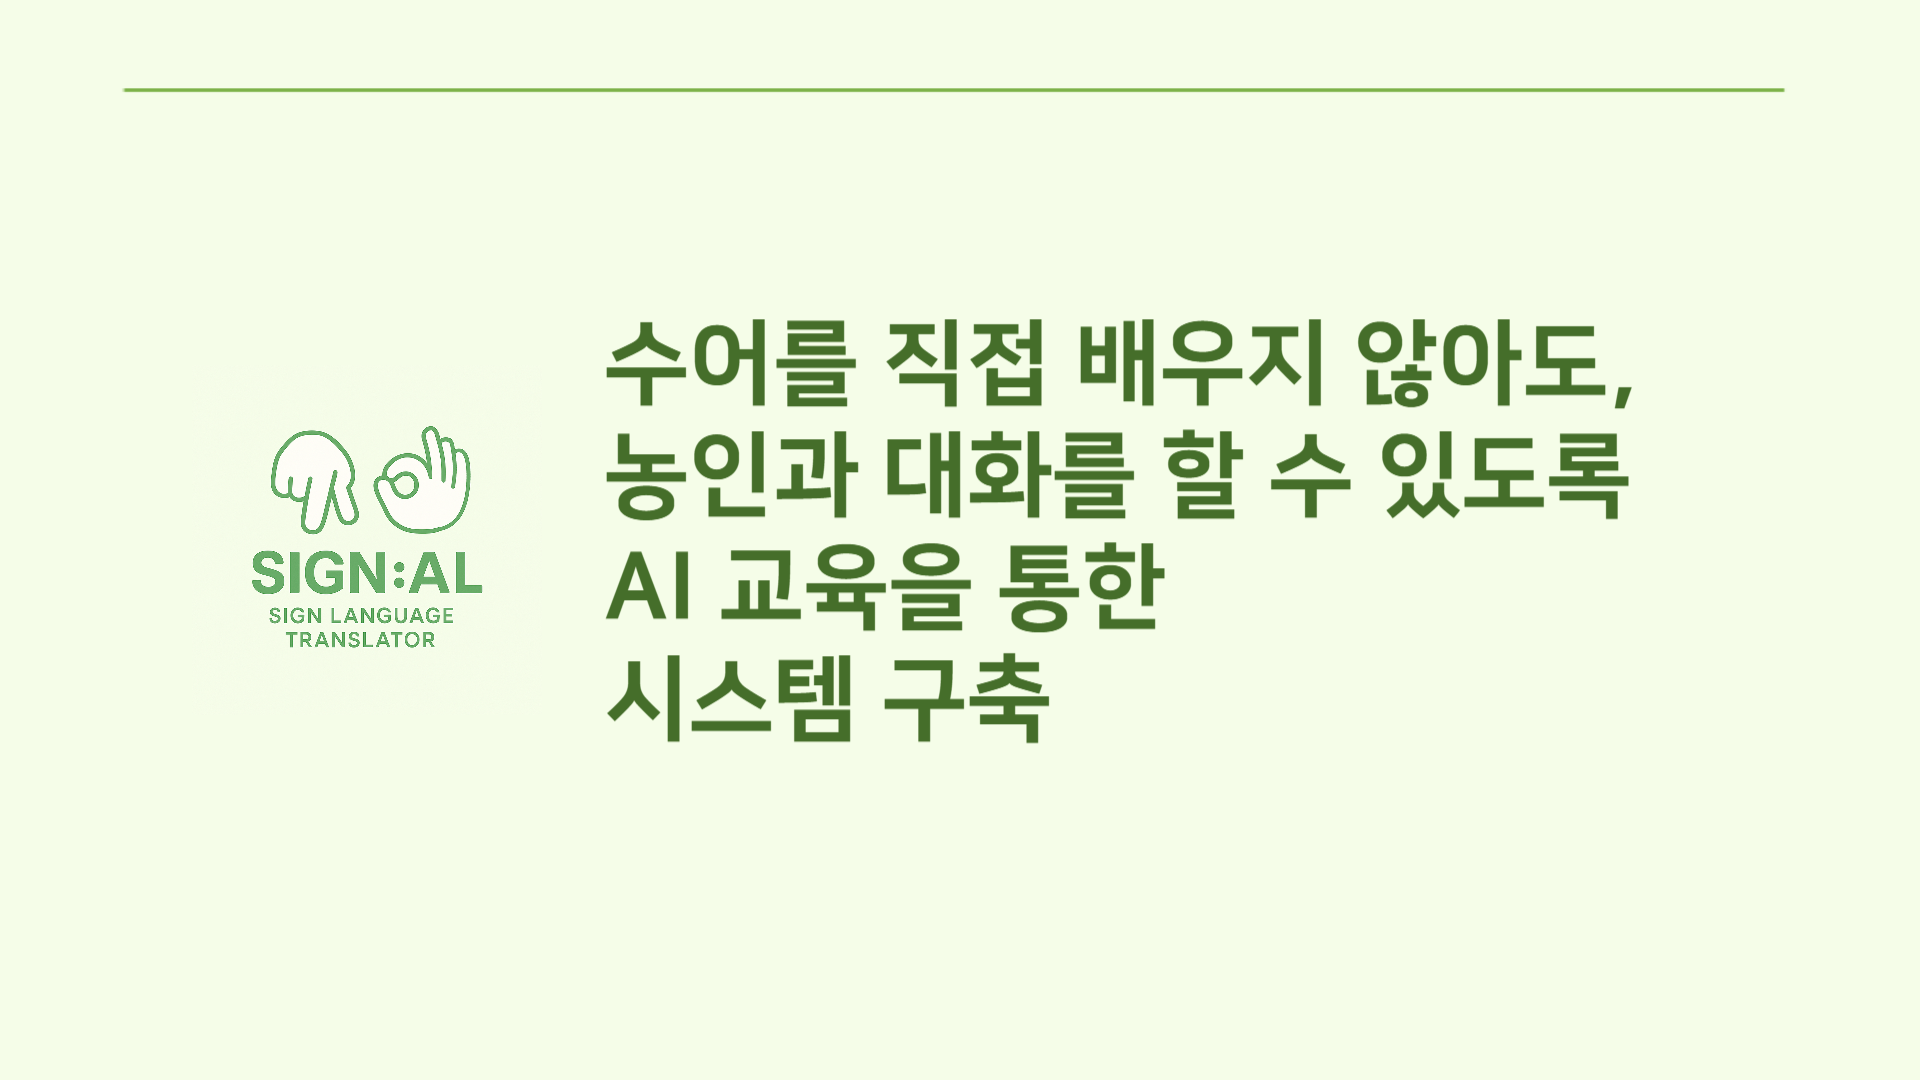 수어를 직접 배우지 않아도,
농인과 대화를 할 수 있도록
AI 교육을 통한
시스템 구축
SIGN:AL
SIGN LANGUAGE
TRANSLATOR